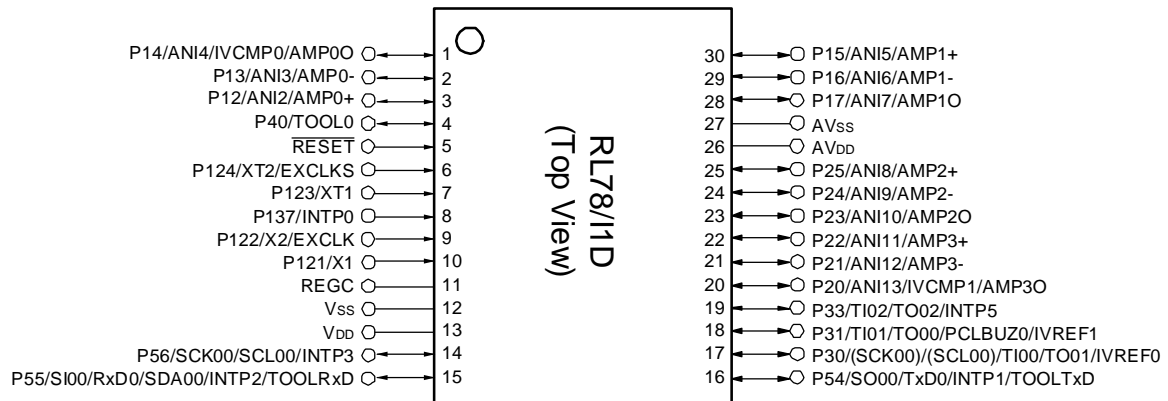 P14/ANI4/IVCMP0/AMP0O 1
P13/ANI3/AMP0- 2
P12/ANI2/AMP0+ 3
P40/TOOL0 4
RESET 5
P124/XT2/EXCLKS 6
P123/XT1 7
P137/INTP0 8
P122/X2/EXCLK 9
P121/X1 10
REGC 11
Vss 12
VDD 13
P56/SCK00/SCL00/INTP3 14
P55/SI00/RxD0/SDA00/INTP2/TOOLRxD 15
RL78/I1D
(Top View)
30 P15/ANI5/AMP1+
29 P16/ANI6/AMP1-
28 P17/ANI7/AMP1O
27 AVss
26 AVDD
25 P25/ANI8/AMP2+
24 P24/ANI9/AMP2-
23 P23/ANI10/AMP2O
22 P22/ANI11/AMP3+
21 P21/ANI12/AMP3-
20 P20/ANI13/IVCMP1/AMP3O
19 P33/TI02/TO02/INTP5
18 P31/TI01/TO00/PCLBUZ0/IVREF1
17 P30/(SCK00)/(SCL00)/TI00/TO01/IVREF0
16 P54/SO00/TxD0/INTP1/TOOLTxD